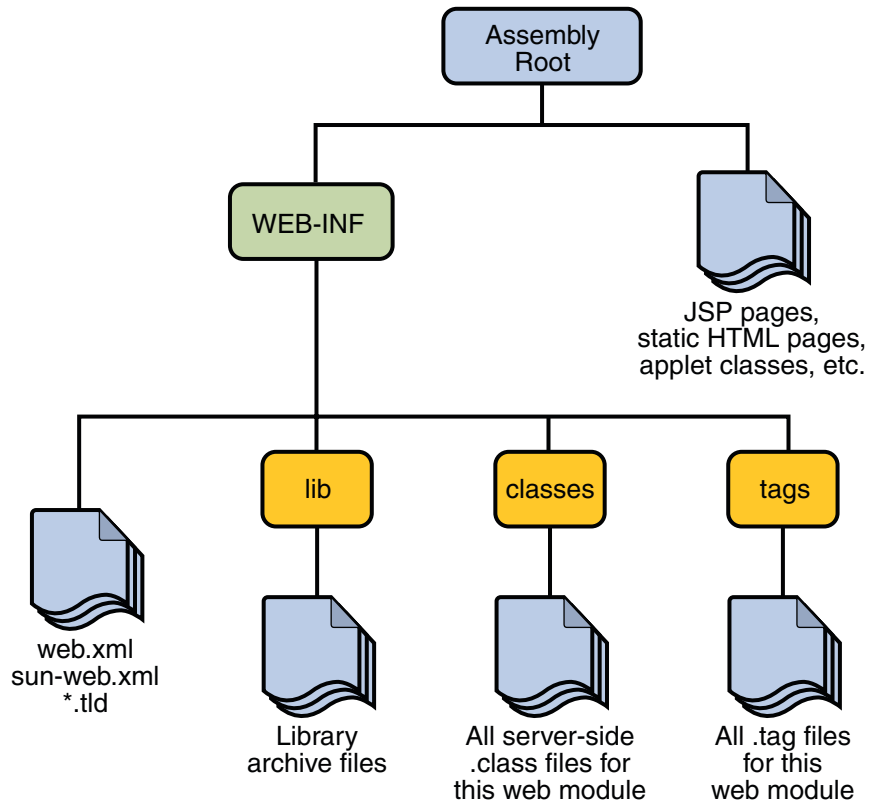 Assembly
Root
WEB-INF
JSP pages,
static HTML pages,
applet classes, etc.
lib
classes
tags
web.xml
sun-web.xml
*.tld
Library
archive files
All server-side
.class files for
this web module
All .tag files
for this
web module